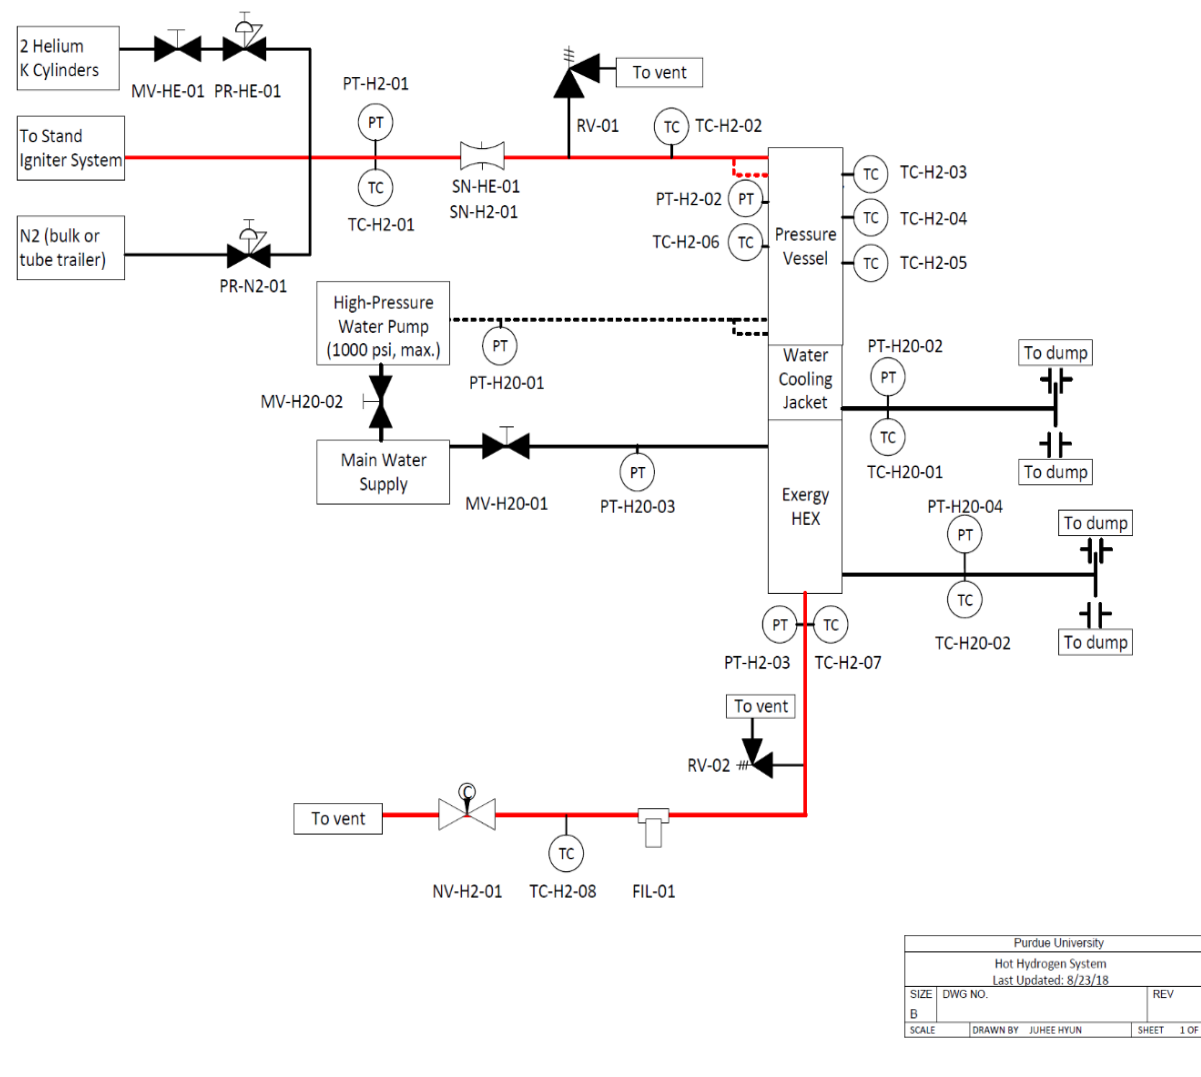 2 Helium
K Cylinders
MV-HE-01
PR-HE-01
To Stand
Igniter System
PT-H2-01
PT
TC
TC-H2-01
SN-HE-01
SN-H2-01
To vent
RV-01
TC
TC-H2-02
N2 (bulk or
tube trailer)
PR-N2-01
PT-H2-02
PT
TC-H2-06
TC
Pressure
Vessel
TC
TC-H2-03
TC
TC-H2-04
TC
TC-H2-05
High-Pressure
Water Pump
(1000 psi, max.)
PT
PT-H20-01
MV-H20-02
Water
Cooling
Jacket
PT-H20-02
PT
TC
TC-H20-01
To dump
To dump
Main Water
Supply
MV-H20-01
PT
PT-H20-03
Exergy
HEX
PT-H20-04
PT
TC
TC-H20-02
To dump
To dump
PT
TC
PT-H2-03
TC-H2-07
To vent
RV-02
To vent
C
NV-H2-01
TC
TC-H2-08
FIL-01
Purdue University
Hot Hydrogen System
Last Updated: 8/23/18
SIZE
B
DWG NO.
REV
SCALE
DRAWN BY JUHEE HYUN
SHEET 1 OF